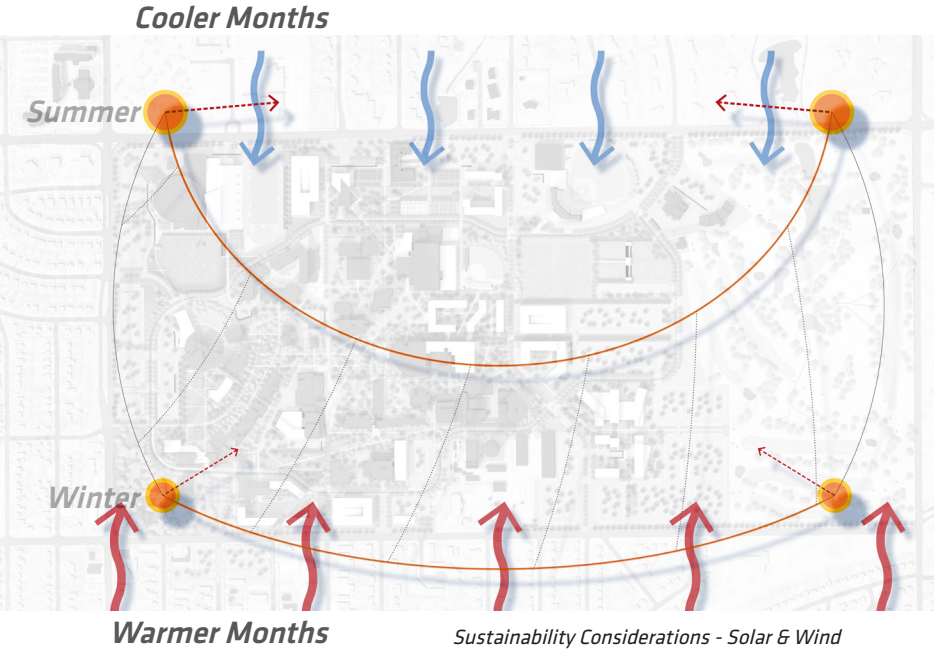 Cooler Months
Summer
Winter
Warmer Months
Sustainability Considerations - Solar & Wind